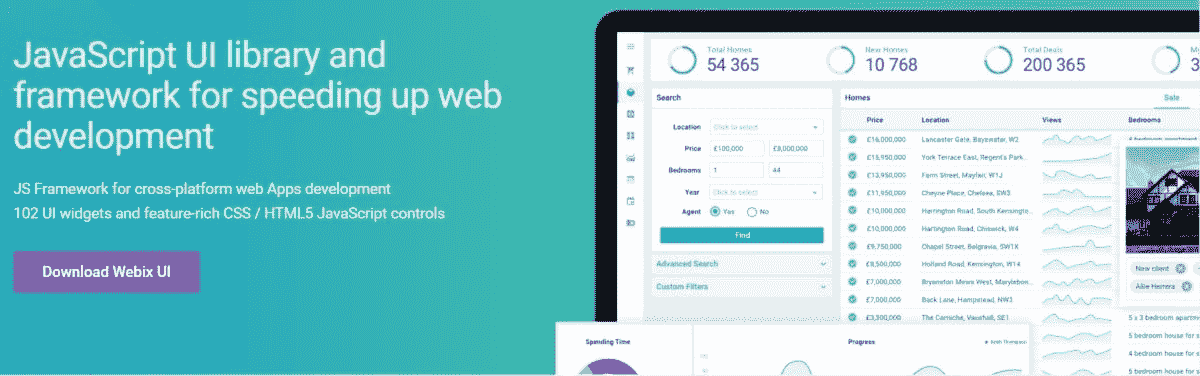 JavaScript UI library and
framework for speeding up web
development
JS Framework for cross-platform web Apps development
102 UI widgets and feature-rich CSS / HTML5 JavaScript controls
Download Webix UI
Total Homes
54 365
New Homes
10 768
Total Deals
200 365
Search
Location Click to select
Price £100,000 £8,000,000
Bedrooms 1 44
Year Click to select
Agent Yes No
Find
Advanced Search
Custom Filters
Homes Sale
Price Location Views Bedrooms
£16,000,000 Lancaster Gate, Bayswater, W2
£15,950,000 York Terrace East, Regent's Park...
£13,950,000 Farm Street, Mayfair, W1J
£11,950,000 Cheyne Place, Chelsea, SW3
£10,000,000 Harrington Road, South Kensingto...
£10,000,000 Hartington Road, Chiswick, W4
£9,750,000 Chapel Street, Belgravia, SW1X
£8,500,000 Holland Road, Kensington, W14
£7,000,000 Bryanston Mews West, Marylebon...
£7,000,000 Back Lane, Hampstead, NW3
£3,300,000 The Corniche, Vauxhall, SE1
New client
Allie Herrera
5 x 3 bedroom apartm
5 bedroom house for s
4 bedroom house for s
5 bedroom house for s
Spending Time
Progress